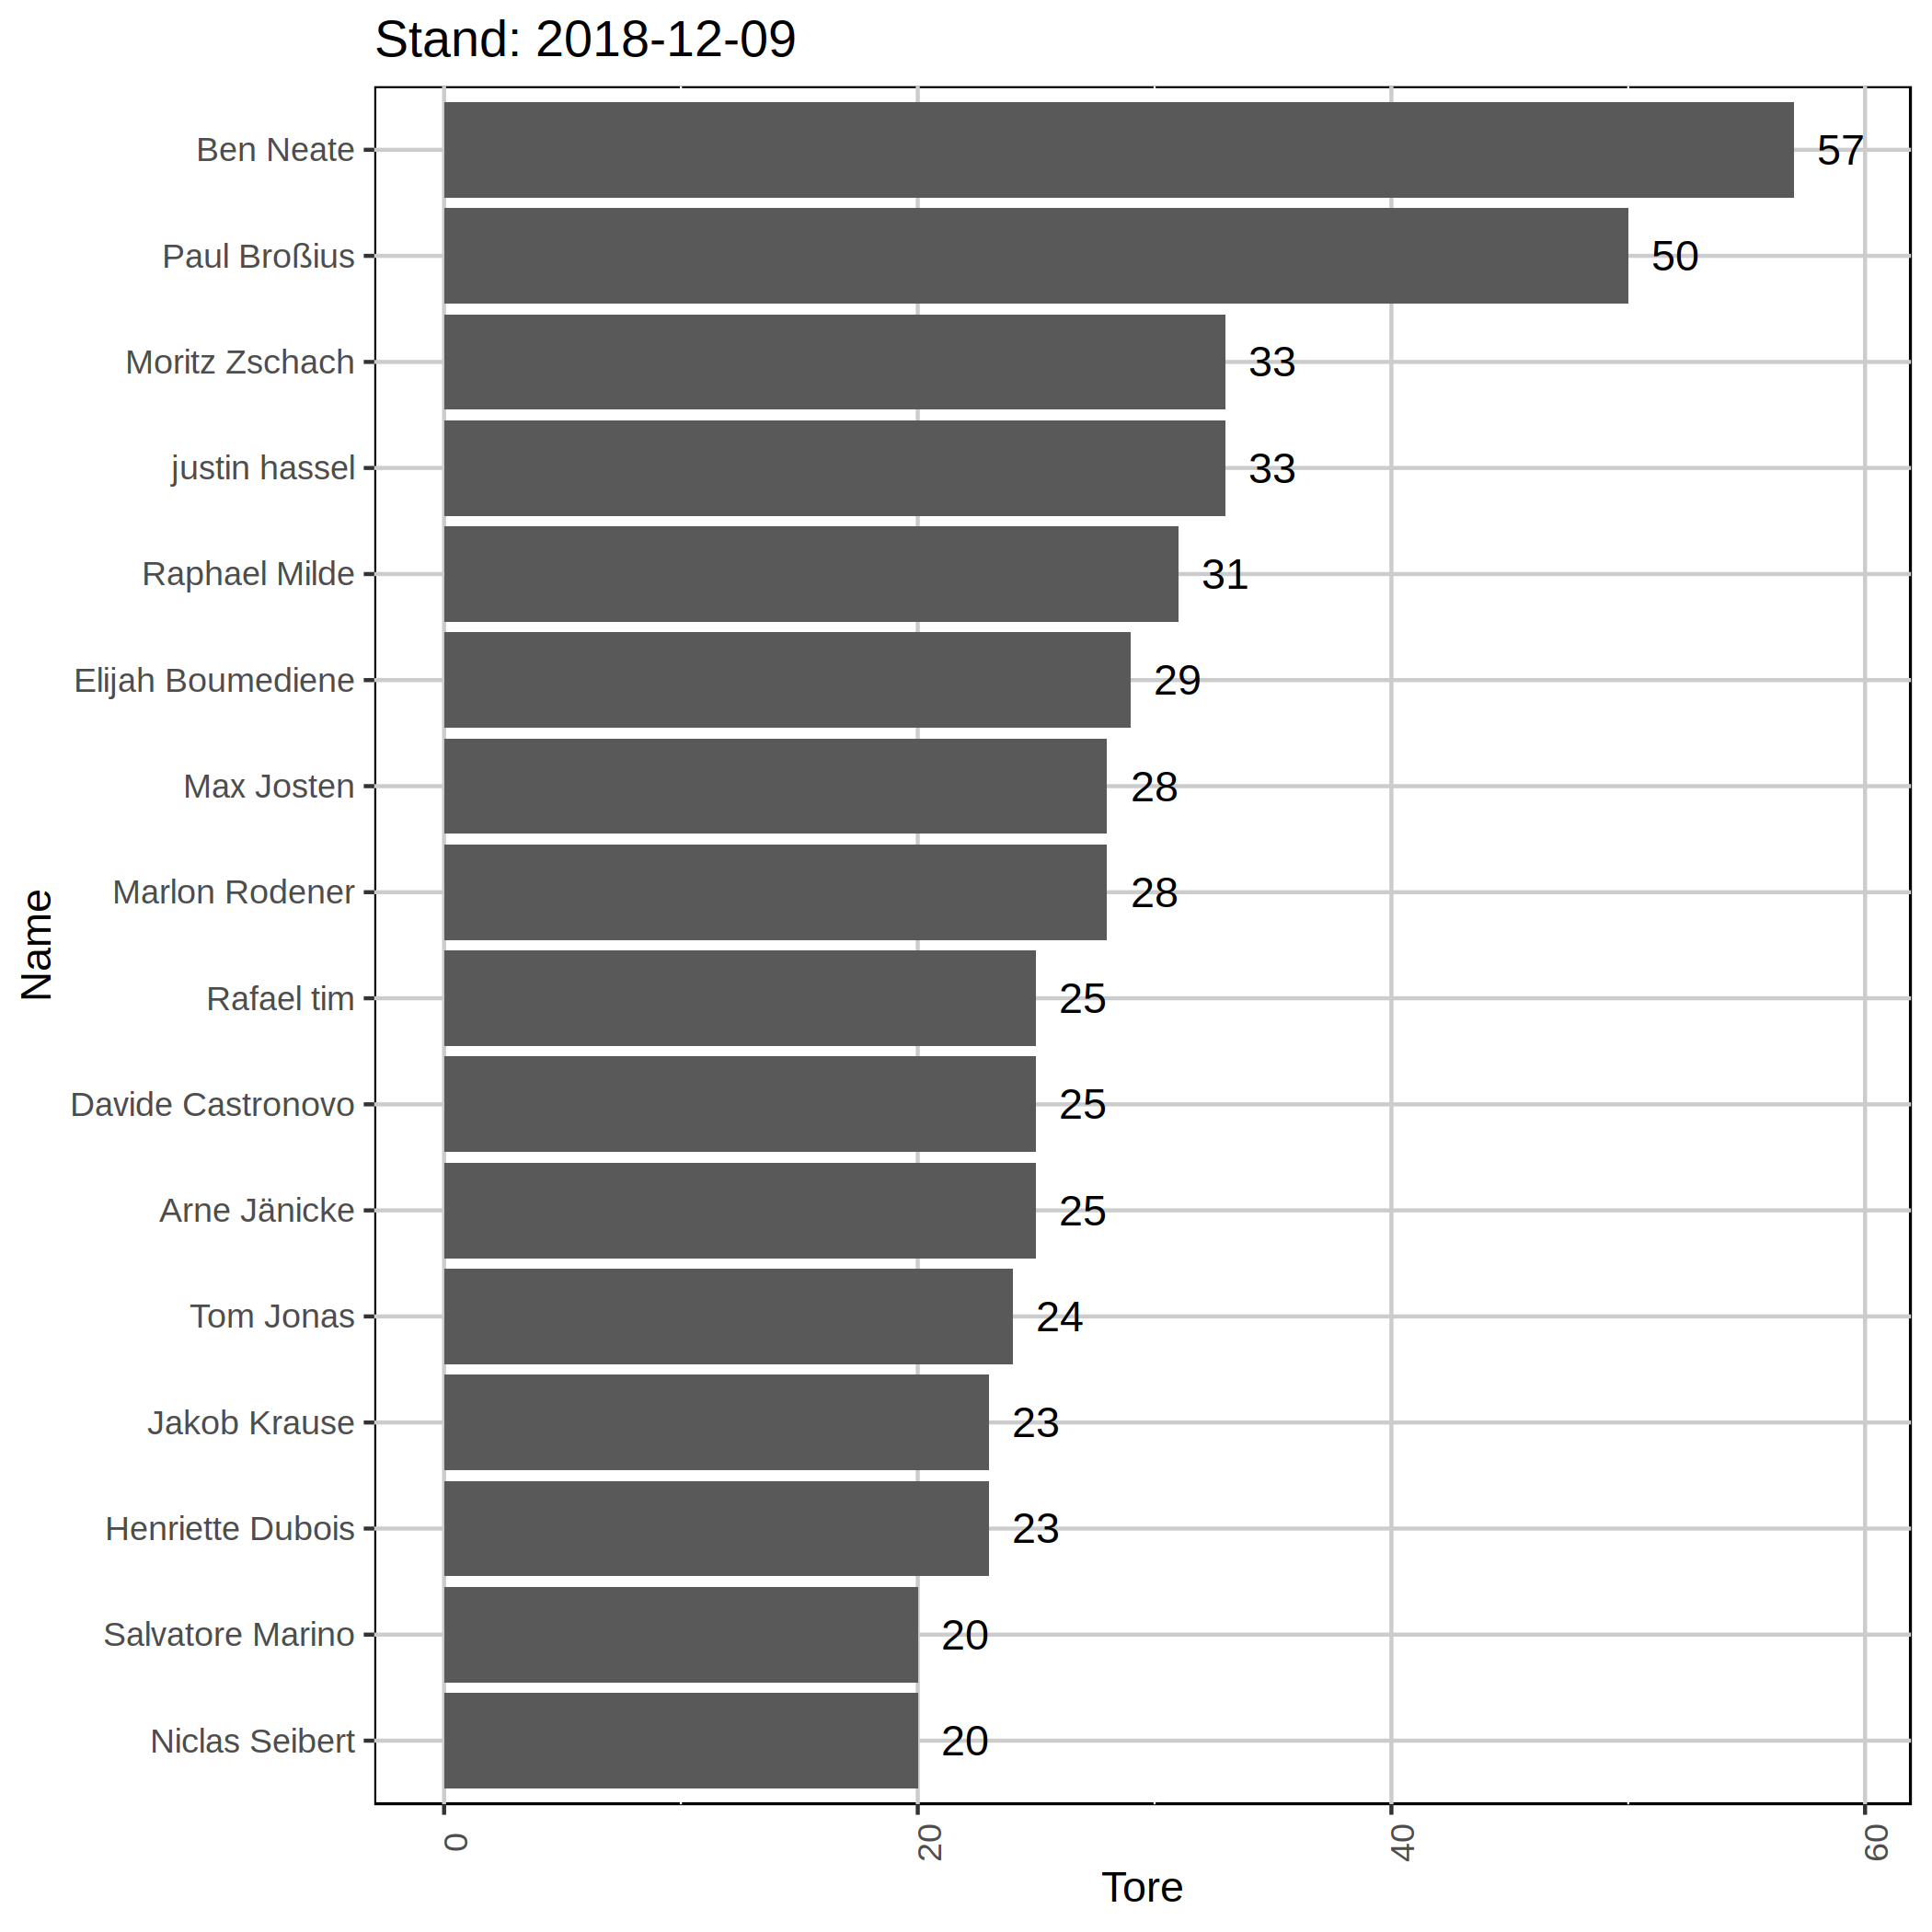 Stand: 2018-12-09
Name
Ben Neate 57
Paul Broßius 50
Moritz Zschach 33
justin hassel 33
Raphael Milde 31
Elijah Boumediene 29
Max Josten 28
Marlon Rodener 28
Rafael tim 25
Davide Castronovo 25
Arne Jänicke 25
Tom Jonas 24
Jakob Krause 23
Henriette Dubois 23
Salvatore Marino 20
Niclas Seibert 20
0 20 40 60
Tore